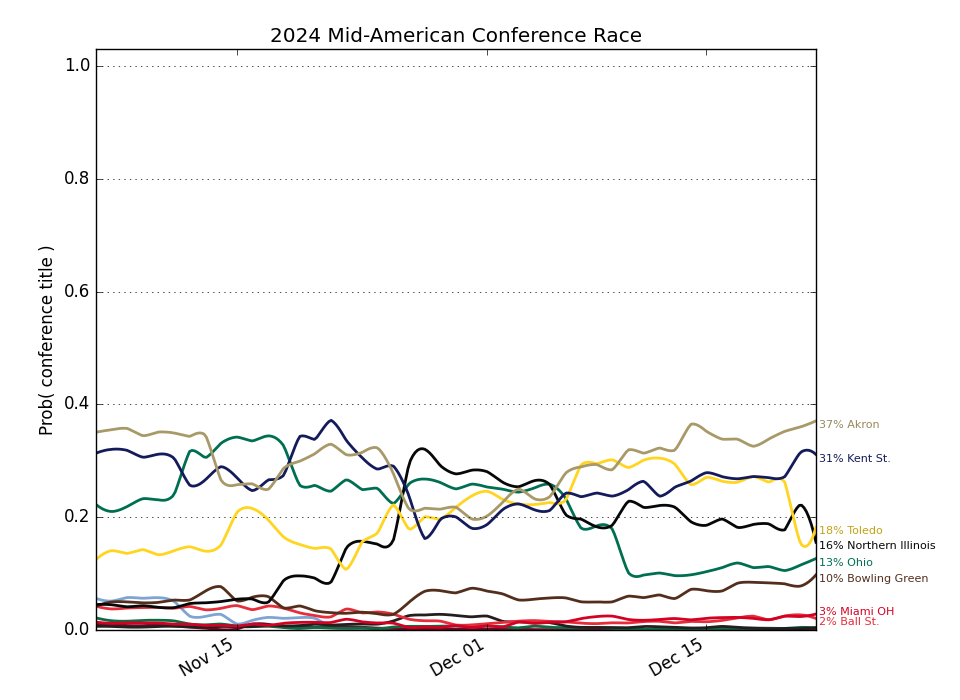 2024 Mid-American Conference Race
Prob( conference title )
1.0
0.8
0.6
0.4
0.2
0.0
37% Akron
31% Kent St.
18% Toledo
16% Northern Illinois
13% Ohio
10% Bowling Green
3% Miami OH
2% Ball St.
Nov 15
Dec 01
Dec 15